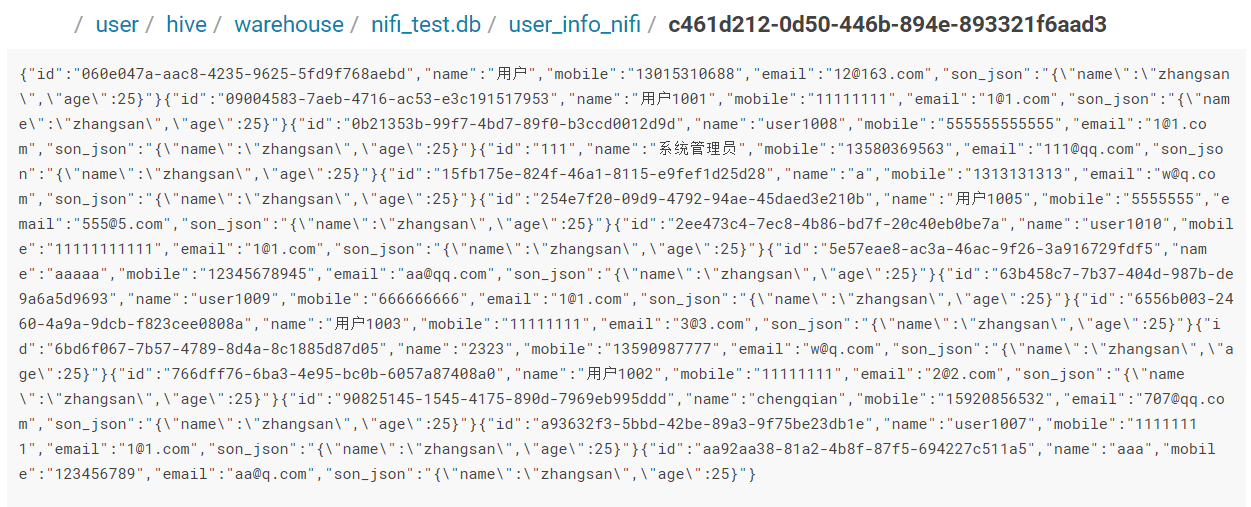 / user / hive / warehouse / nifi_test.db / user_info_nifi / c461d212-0d50-446b-894e-893321f6aad3
{"id":"060e047a-aac8-4235-9625-5fd9f768aebd","name":"用户","mobile":"13015310688","email":"12@163.com","son_json":"{\"name\":\"zhangsan
\",\"age\":25}"}{"id":"09004583-7aeb-4716-ac53-e3c191517953","name":"用户1001","mobile":"11111111","email":"1@1.com","son_json":"{\"nam
e\":\"zhangsan\",\"age\":25}"}{"id":"0b21353b-99f7-4bd7-89f0-b3ccd0012d9d","name":"user1008","mobile":"555555555555","email":"1@1.co
m","son_json":"{\"name\":\"zhangsan\",\"age\":25}"}{"id":"111","name":"系统管理员","mobile":"13580369563","email":"111@qq.com","son_jso
n":"{\"name\":\"zhangsan\",\"age\":25}"}{"id":"15fb175e-824f-46a1-8115-e9fef1d25d28","name":"a","mobile":"1313131313","email":"w@q.c
om","son_json":"{\"name\":\"zhangsan\",\"age\":25}"}{"id":"254e7f20-09d9-4792-94ae-45daed3e210b","name":"用户1005","mobile":"5555555","e
mail":"555@5.com","son_json":"{\"name\":\"zhangsan\",\"age\":25}"}{"id":"2ee473c4-7ec8-4b86-bd7f-20c40eb0be7a","name":"user1010","mobile
":"11111111111","email":"1@1.com","son_json":"{\"name\":\"zhangsan\",\"age\":25}"}{"id":"5e57eae8-ac3a-46ac-9f26-3a916729fdf5","nam
e":"aaaaa","mobile":"12345678945","email":"aa@qq.com","son_json":"{\"name\":\"zhangsan\",\"age\":25}"}{"id":"63b458c7-7b37-404d-987b-de
9a6a5d9693","name":"user1009","mobile":"666666666","email":"1@1.com","son_json":"{\"name\":\"zhangsan\",\"age\":25}"}{"id":"6556b003-24
60-4a9a-9dcb-f823cee0808a","name":"用户1003","mobile":"11111111","email":"3@3.com","son_json":"{\"name\":\"zhangsan\",\"age\":25}"}{"i
d":"6bd6f067-7b57-4789-8d4a-8c1885d87d05","name":"2323","mobile":"13590987777","email":"w@q.com","son_json":"{\"name\":\"zhangsan\",\"a
ge\":25}"}{"id":"766dff76-6ba3-4e95-bc0b-6057a87408a0","name":"用户1002","mobile":"11111111","email":"2@2.com","son_json":"{\"name
\":\"zhangsan\",\"age\":25}"}{"id":"90825145-1545-4175-890d-7969eb995ddd","name":"chengqian","mobile":"15920856532","email":"707@qq.co
m","son_json":"{\"name\":\"zhangsan\",\"age\":25}"}{"id":"a93632f3-5bbd-42be-89a3-9f75be23db1e","name":"user1007","mobile":"1111111
1","email":"1@1.com","son_json":"{\"name\":\"zhangsan\",\"age\":25}"}{"id":"aa92aa38-81a2-4b8f-87f5-694227c511a5","name":"aaa","mobil
e":"123456789","email":"aa@q.com","son_json":"{\"name\":\"zhangsan\",\"age\":25}"}